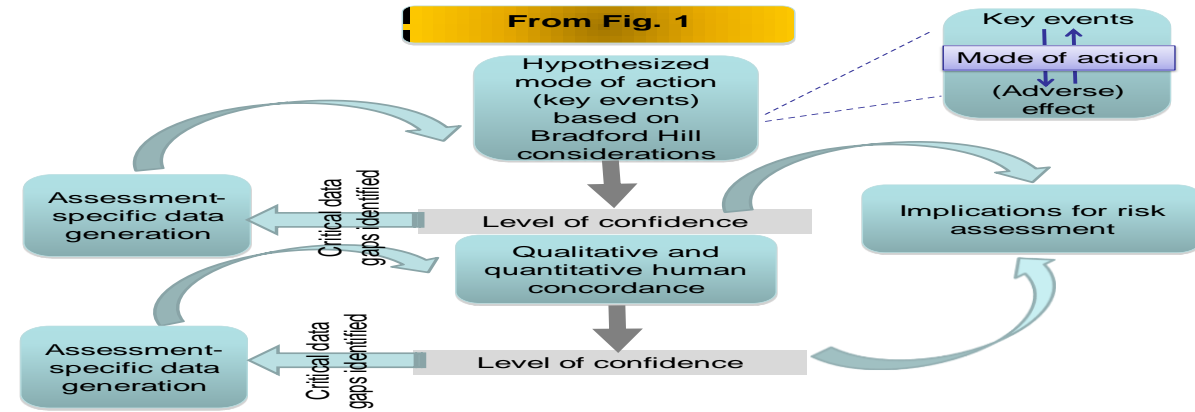 From Fig. 1
Key events
Mode of action
(Adverse)
effect
Hypothesized
mode of action
(key events)
based on
Bradford Hill
considerations
Assessment-
specific data
generation
Critical data
gaps identified
Level of confidence
Implications for risk
assessment
Qualitative and
quantitative human
concordance
Assessment-
specific data
generation
Critical data
gaps identified
Level of confidence